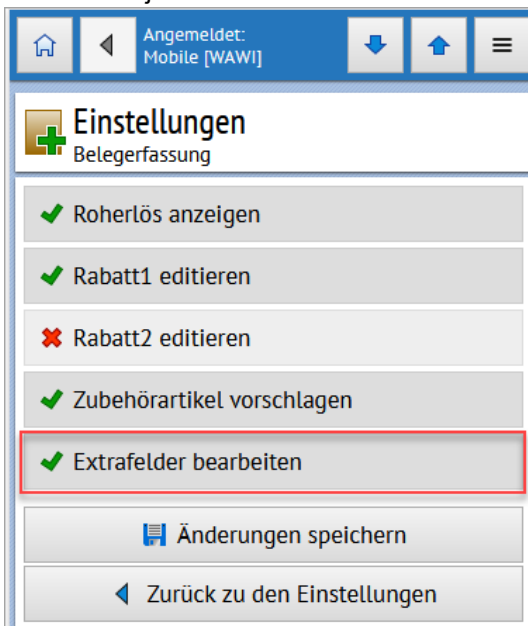 Angemeldet:
Mobile [WAWI]
Einstellungen
Belegerfassung
Roherlös anzeigen
Rabatt1 editieren
Rabatt2 editieren
Zubehörartikel vorschlagen
Extrafelder bearbeiten
Änderungen speichern
Zurück zu den Einstellungen